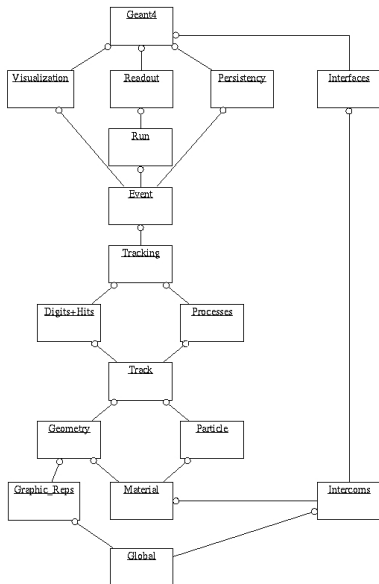 Geant4
Visualization
Readout
Persistency
Interfaces
Run
Event
Tracking
Digits+Hits
Processes
Track
Geometry
Particle
Graphic_Reps
Material
Intercoms
Global